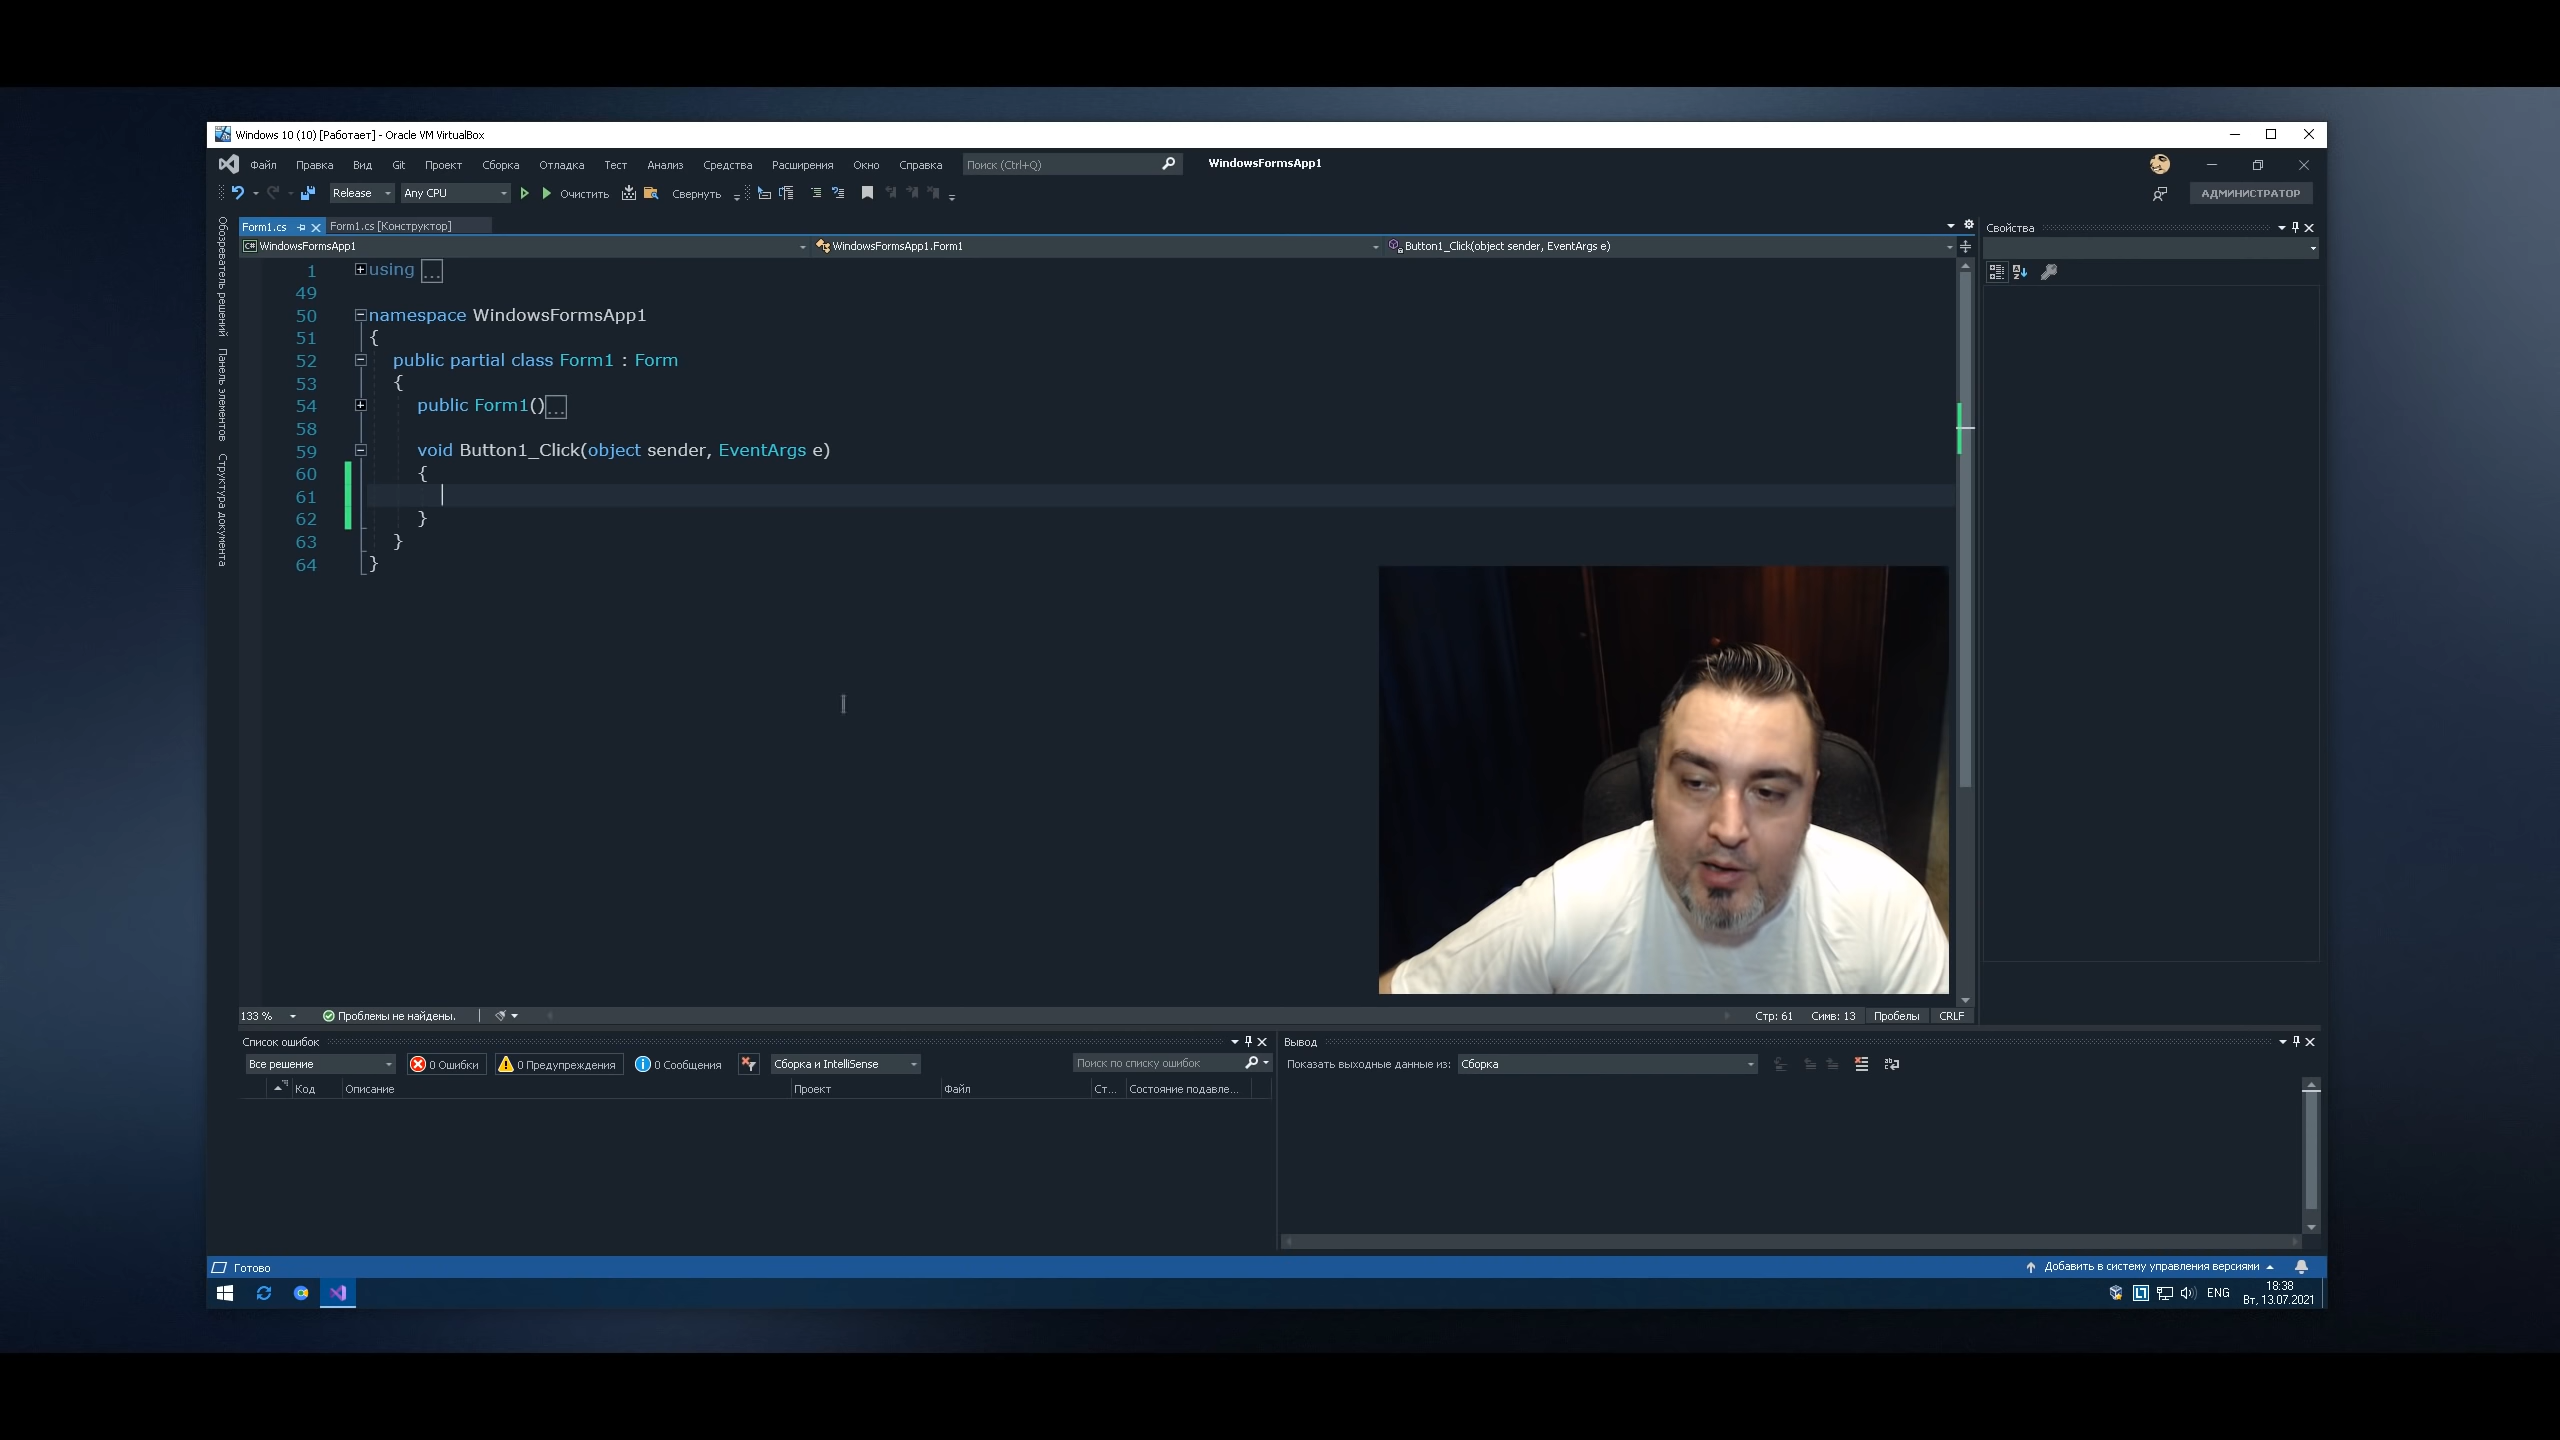 Windows 10 (10) [Работает] - Oracle VM VirtualBox
Файл Правка Вид Git Проект Сборка Отладка Тест Анализ Средства Расширения Окно Справка Поиск (Ctrl+Q) WindowsFormsApp1
Release Any CPU Очистить Свернуть АДМИНИСТРАТОР
Обозреватель решений
Панель элементов
Структура документа
Form1.cs Form1.cs [Конструктор]
WindowsFormsApp1 WindowsFormsApp1.Form1 Button1_Click(object sender, EventArgs e)
Свойства
1 using ...
49
50 namespace WindowsFormsApp1
51 {
52 public partial class Form1 : Form
53 {
54 public Form1()...
58
59 void Button1_Click(object sender, EventArgs e)
60 {
61
62 }
63 }
64 }
133 % Проблемы не найдены. Стр: 61 Симв: 13 Пробелы CRLF
Список ошибок
Все решение 0 Ошибки 0 Предупреждения 0 Сообщения Сборка и IntelliSense Поиск по списку ошибок
Код Описание Проект Файл Ст... Состояние подавле...
Вывод
Показать выходные данные из: Сборка
Готово Добавить в систему управления версиями
ENG 18:38
Вт, 13.07.2021